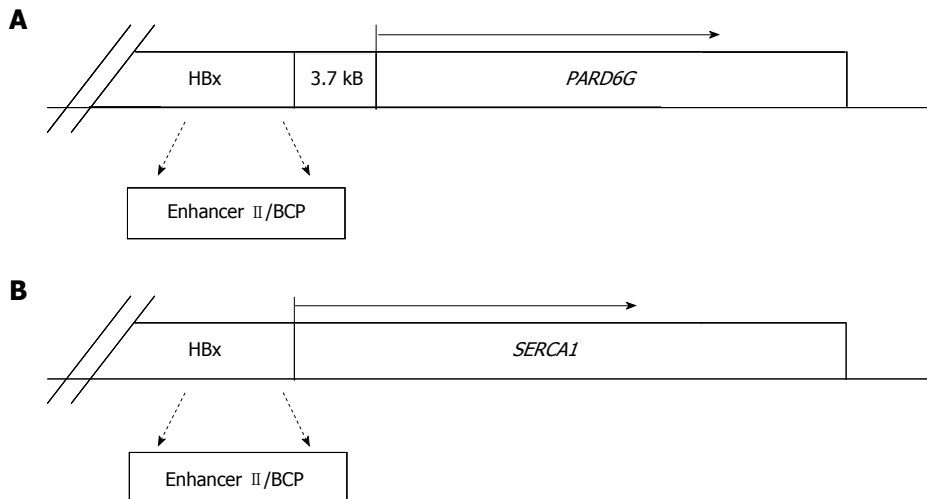 A
HBx 3.7 kB PARD6G
Enhancer Ⅱ/BCP
B
HBx SERCA1
Enhancer Ⅱ/BCP